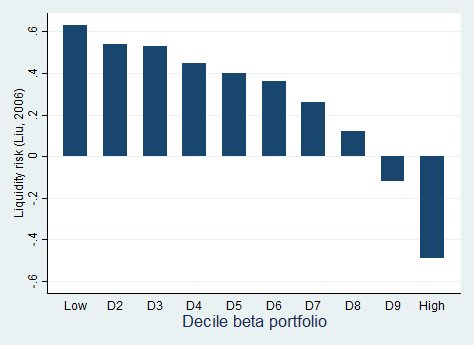 Liquidity risk (Liu, 2006)
.6
.4
.2
0
-.2
-.4
-.6
Low D2 D3 D4 D5 D6 D7 D8 D9 High
Decile beta portfolio